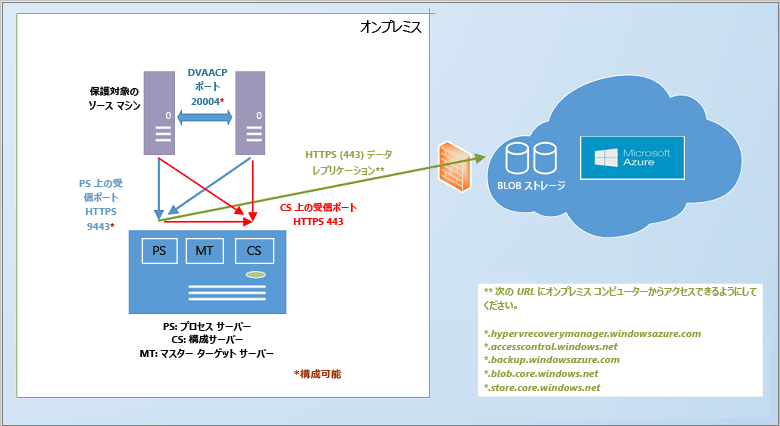 オンプレミス
保護対象の
ソース マシン
DVAACP
ポート
20004*
0
0
HTTPS (443) データ
レプリケーション**
PS 上の受
信ポート
HTTPS
9443*
CS 上の受信ポート
HTTPS 443
PS
MT
CS
PS: プロセス サーバー
CS: 構成サーバー
MT: マスター ターゲット サーバー
*構成可能
BLOB ストレージ
Microsoft
Azure
** 次の URL にオンプレミス コンピューターからアクセスできるようにして
ください。
*.hypervrecoverymanager.windowsazure.com
*.accesscontrol.windows.net
*.backup.windowsazure.com
*.blob.core.windows.net
*.store.core.windows.net